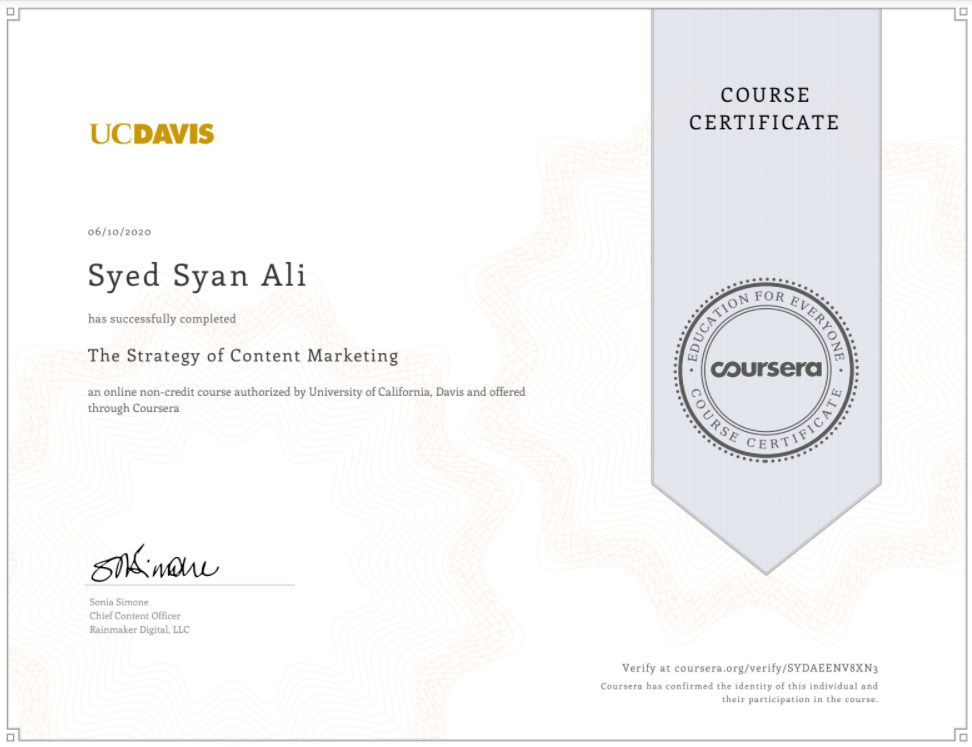 COURSE
CERTIFICATE
UCDAVIS
06/10/2020
Syed Syan Ali
has successfully completed
The Strategy of Content Marketing
an online non-credit course authorized by University of California, Davis and offered
through Coursera
EDUCATION FOR EVERYONE
coursera
COURSE CERTIFICATE
SMSimone
Sonia Simone
Chief Content Officer
Rainmaker Digital, LLC
Verify at coursera.org/verify/SYDAEENV8XN3
Coursera has confirmed the identity of this individual and
their participation in the course.